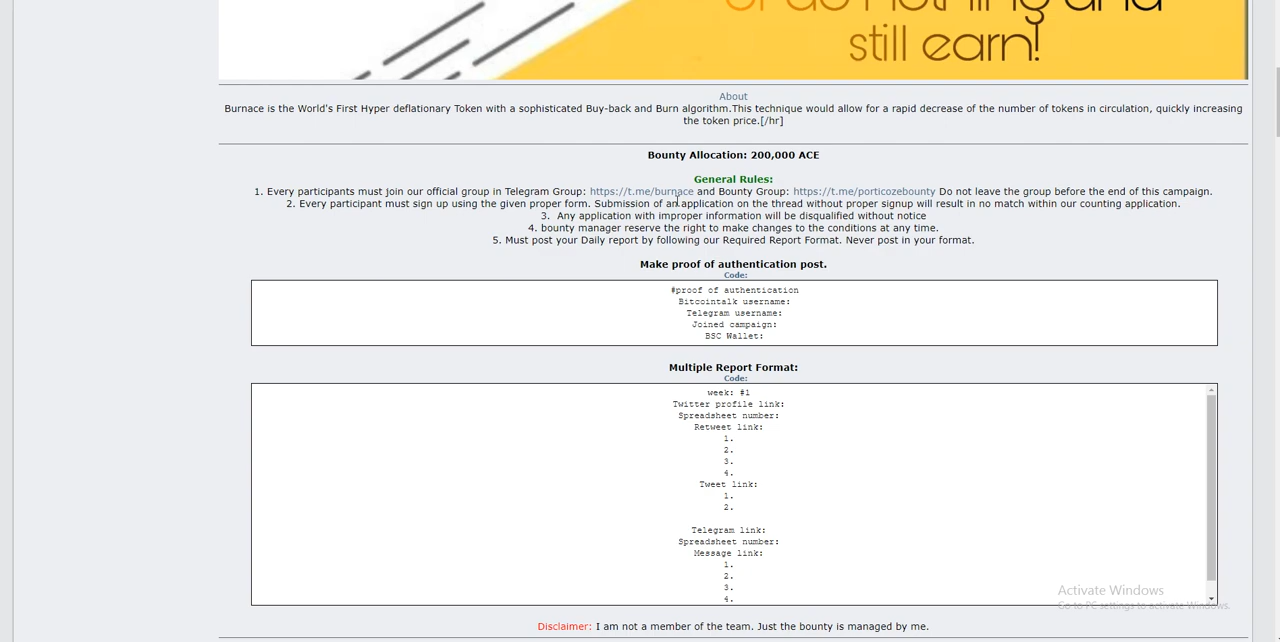 or do nothing and
still earn!
About
Burnace is the World's First Hyper deflationary Token with a sophisticated Buy-back and Burn algorithm.This technique would allow for a rapid decrease of the number of tokens in circulation, quickly increasing
the token price.[/hr]
Bounty Allocation: 200,000 ACE
General Rules:
1. Every participants must join our official group in Telegram Group: https://t.me/burnace and Bounty Group: https://t.me/porticozebounty Do not leave the group before the end of this campaign.
2. Every participant must sign up using the given proper form. Submission of an application on the thread without proper signup will result in no match within our counting application.
3.  Any application with improper information will be disqualified without notice
4. bounty manager reserve the right to make changes to the conditions at any time.
5. Must post your Daily report by following our Required Report Format. Never post in your format.
Make proof of authentication post.
Code:
#proof of authentication
Bitcointalk username:
Telegram username:
Joined campaign:
BSC Wallet:
Multiple Report Format:
Code:
week: #1
Twitter profile link:
Spreadsheet number:
Retweet link:
1.
2.
3.
4.
Tweet link:
1.
2.
Telegram link:
Spreadsheet number:
Message link:
1.
2.
3.
4.
Activate Windows
Go to PC settings to activate Windows.
Disclaimer: I am not a member of the team. Just the bounty is managed by me.